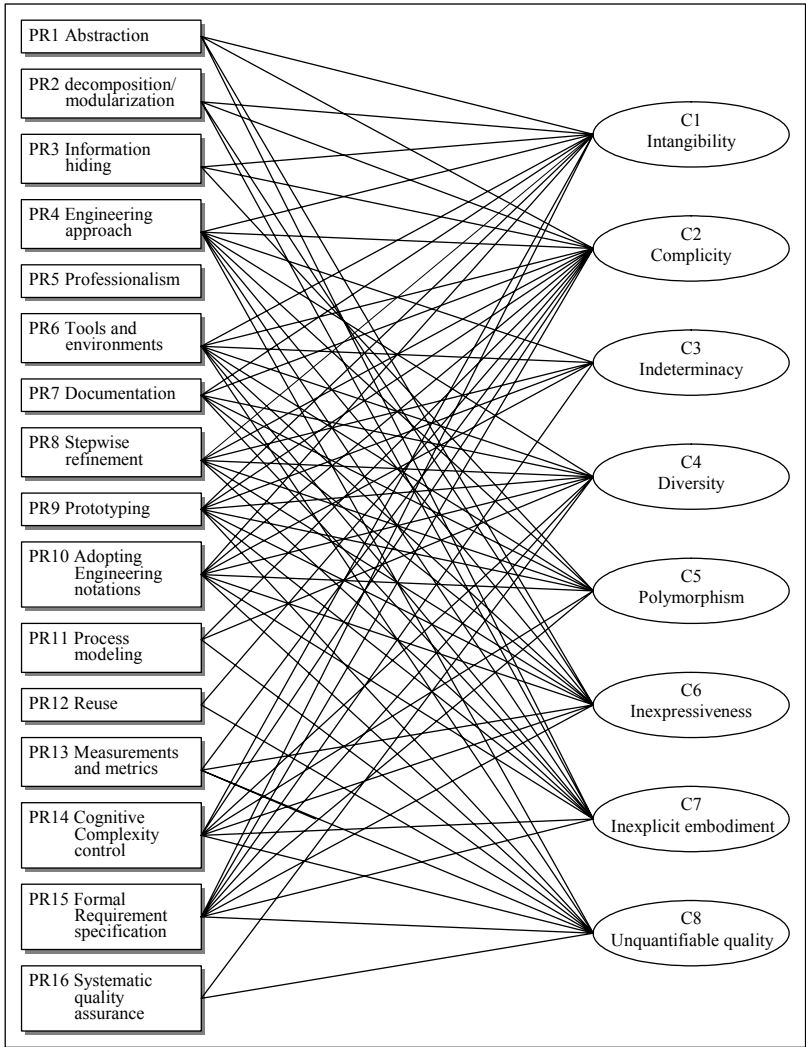 PR1 Abstraction
PR2 decomposition/
modularization
PR3 Information
hiding
PR4 Engineering
approach
PR5 Professionalism
PR6 Tools and
environments
PR7 Documentation
PR8 Stepwise
refinement
PR9 Prototyping
PR10 Adopting
Engineering
notations
PR11 Process
modeling
PR12 Reuse
PR13 Measurements
and metrics
PR14 Cognitive
Complexity
control
PR15 Formal
Requirement
specification
PR16 Systematic
quality
assurance
C1
Intangibility
C2
Complicity
C3
Indeterminacy
C4
Diversity
C5
Polymorphism
C6
Inexpressiveness
C7
Inexplicit embodiment
C8
Unquantifiable quality